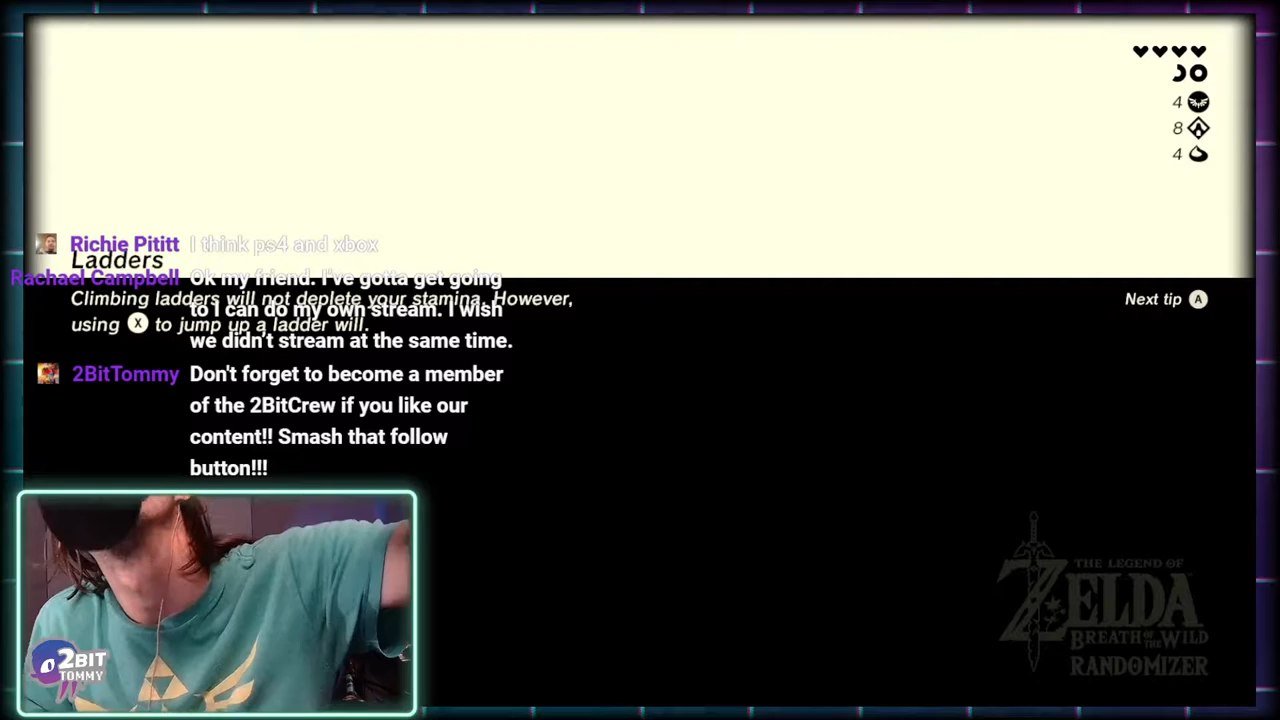 4
8
4
Richie Pititt I think ps4 and xbox
Ladders
Rachael Campbell Ok my friend. I've gotta get going
Climbing ladders will not deplete your stamina. However,
Next tip A
to I can do my own stream. I wish
using X to jump up a ladder will.
we didn't stream at the same time.
2BitTommy Don't forget to become a member
of the 2BitCrew if you like our
content!! Smash that follow
button!!!
THE LEGEND OF
ZELDA
BREATH OF THE WILD
RANDOMIZER
2BIT
TOMMY